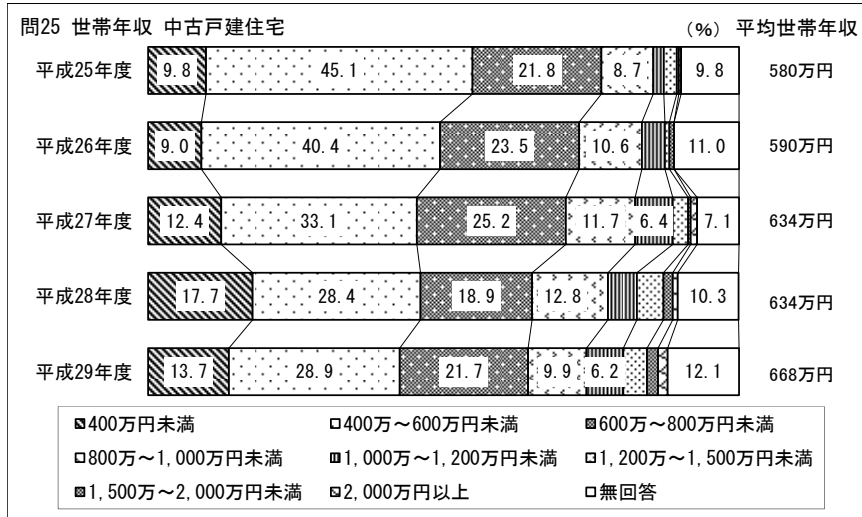 問25 世帯年収 中古戸建住宅 (%) 平均世帯年収
平成25年度 9.8 45.1 21.8 8.7 9.8 580万円
平成26年度 9.0 40.4 23.5 10.6 11.0 590万円
平成27年度 12.4 33.1 25.2 11.7 6.4 7.1 634万円
平成28年度 17.7 28.4 18.9 12.8 10.3 634万円
平成29年度 13.7 28.9 21.7 9.9 6.2 12.1 668万円
400万円未満 400万～600万円未満 600万～800万円未満
800万～1,000万円未満 1,000万～1,200万円未満 1,200万～1,500万円未満
1,500万～2,000万円未満 2,000万円以上 無回答